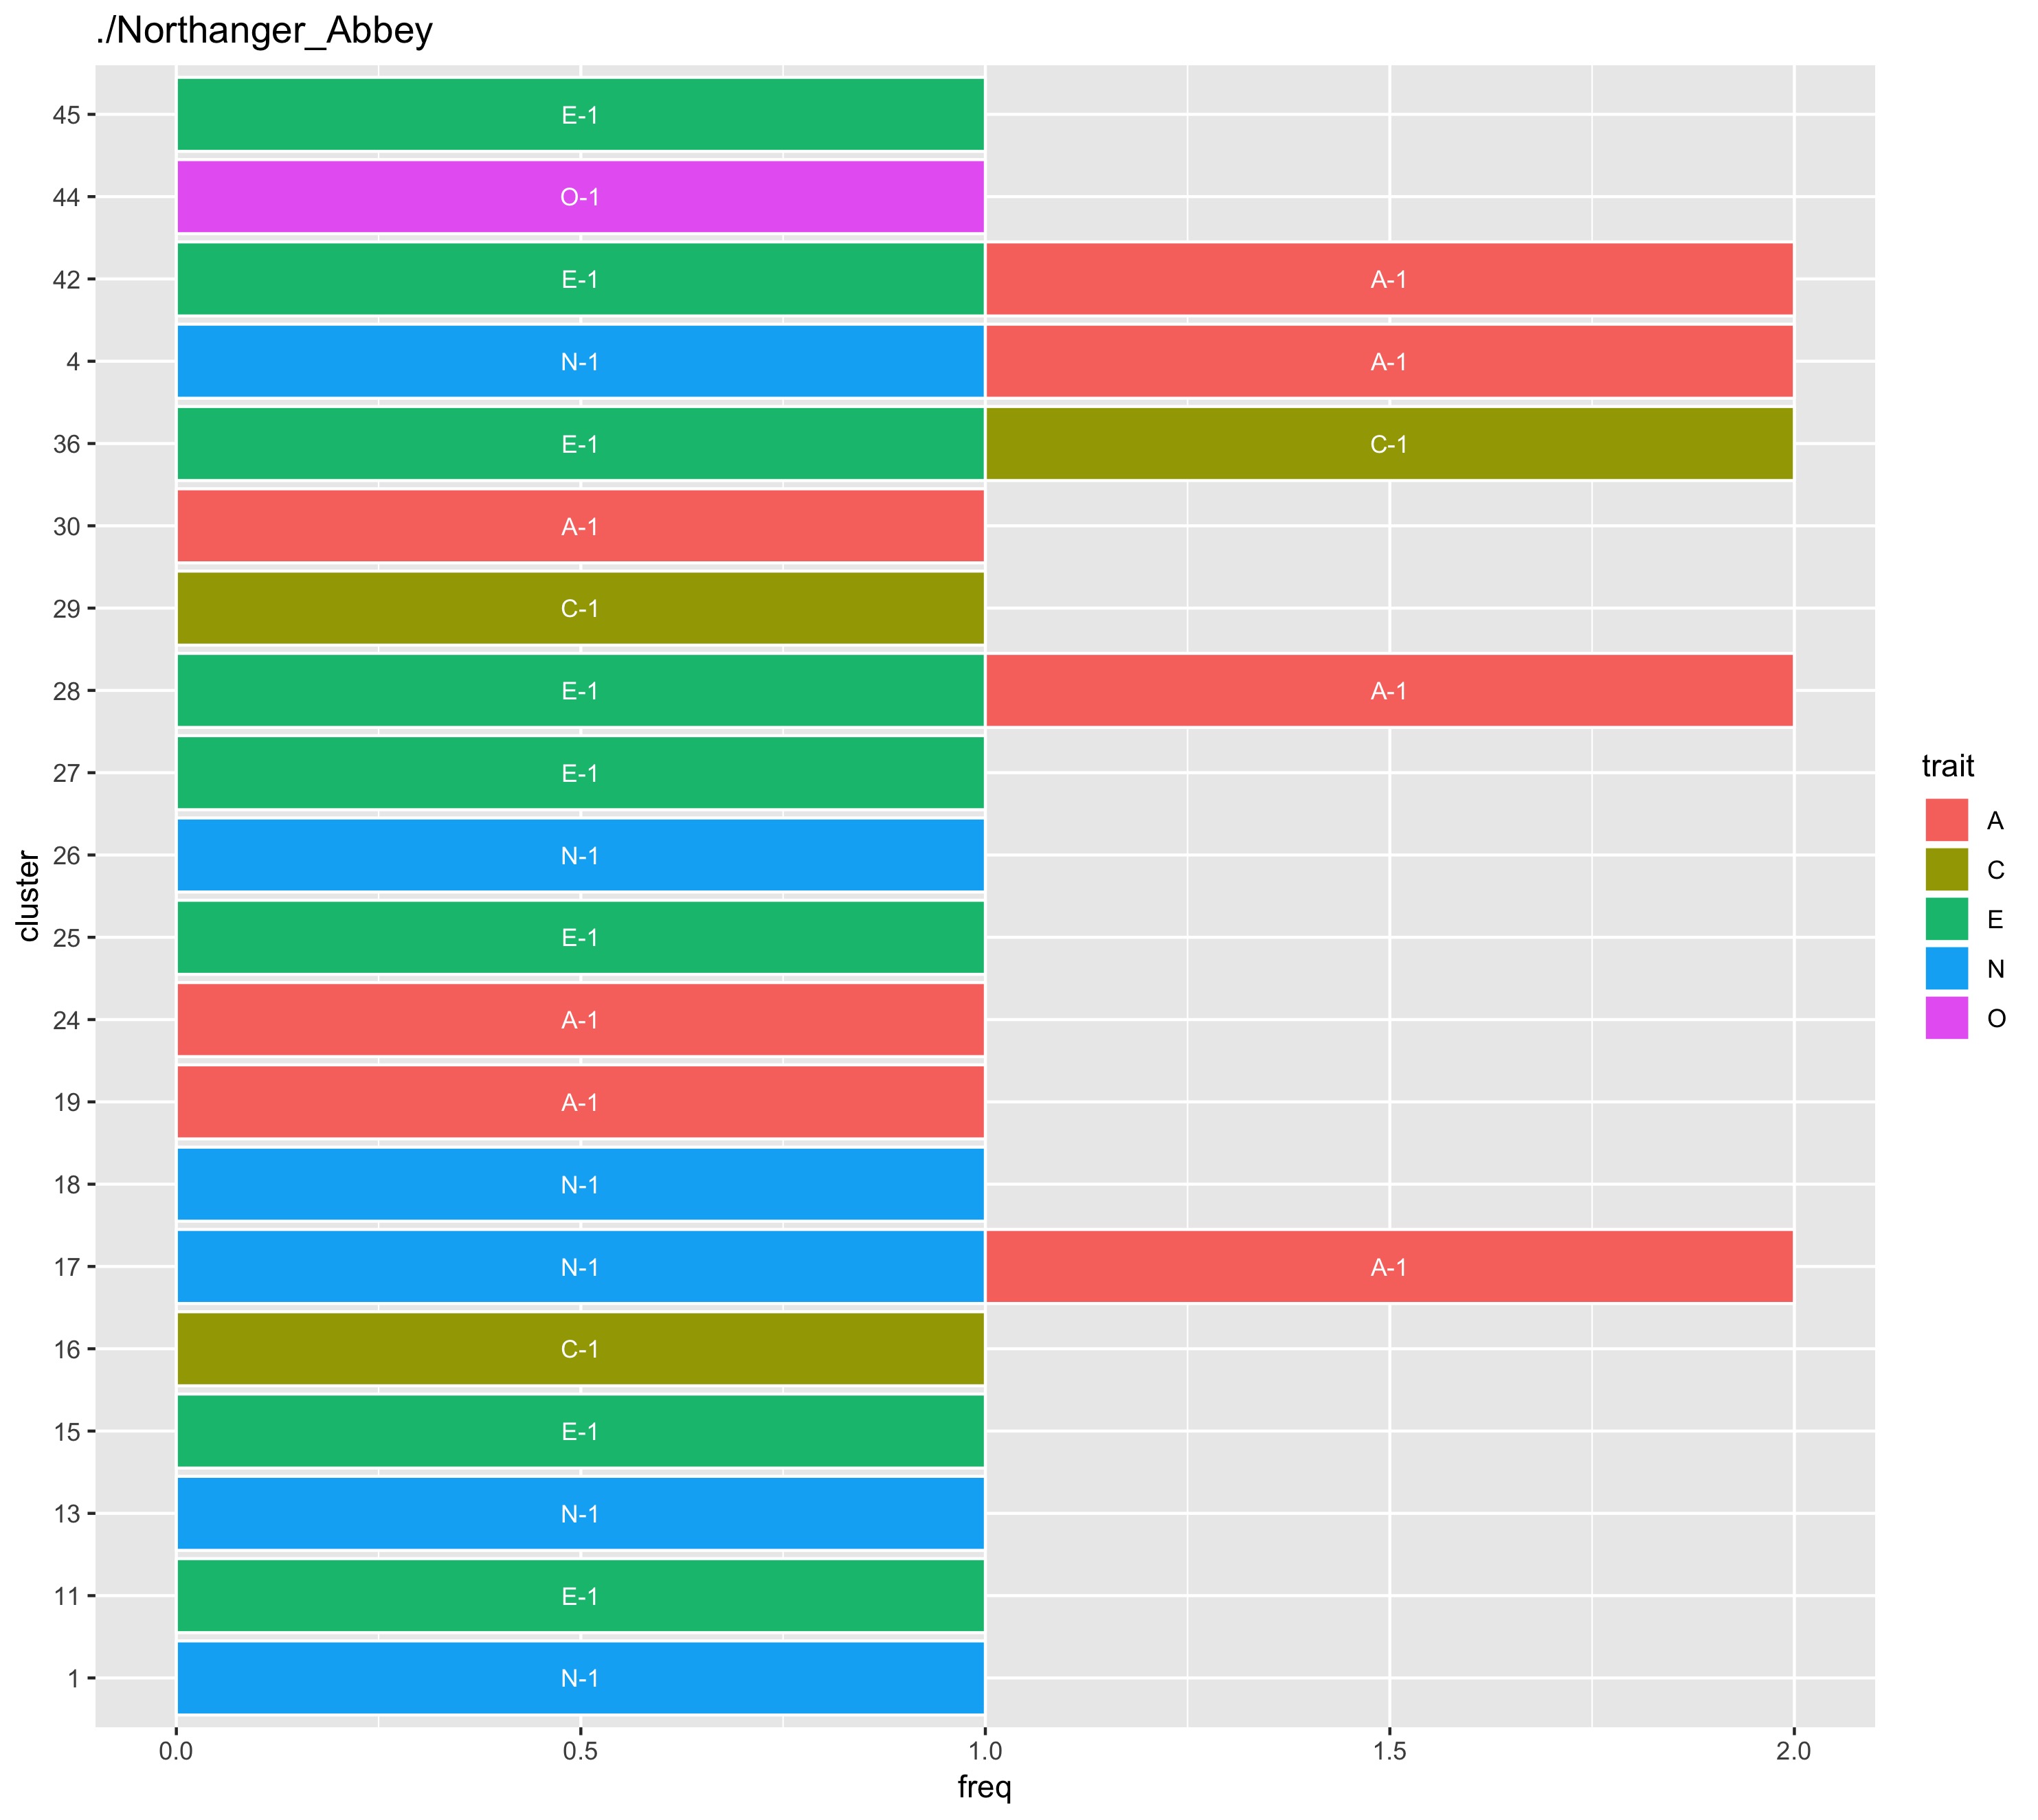 ./Northanger_Abbey
45 E-1
44 O-1
42 E-1 A-1
4 N-1 A-1
36 E-1 C-1
30 A-1
29 C-1
28 E-1 A-1
27 E-1
26 N-1
25 E-1
24 A-1
19 A-1
18 N-1
17 N-1 A-1
16 C-1
15 E-1
13 N-1
11 E-1
1 N-1
0.0 0.5 1.0 1.5 2.0
freq
cluster
trait
A
C
E
N
O